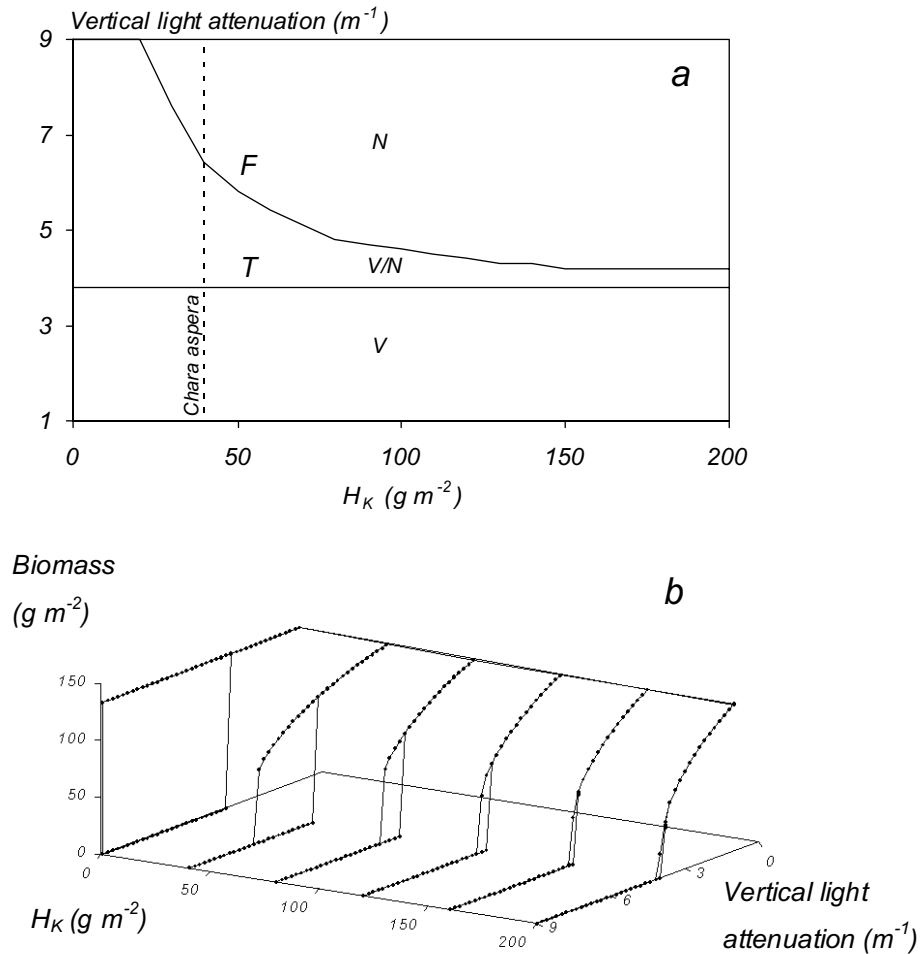 Vertical light attenuation (m-1)
9
a
N
7
F
5
T
V/N
3
Chara aspera
V
1
0 50 100 150 200
HK (g m-2)
Biomass
(g m-2)
b
150
100
50
0
0
50
100
150
200
9
6
3
0
HK (g m-2)
Vertical light
attenuation (m-1)